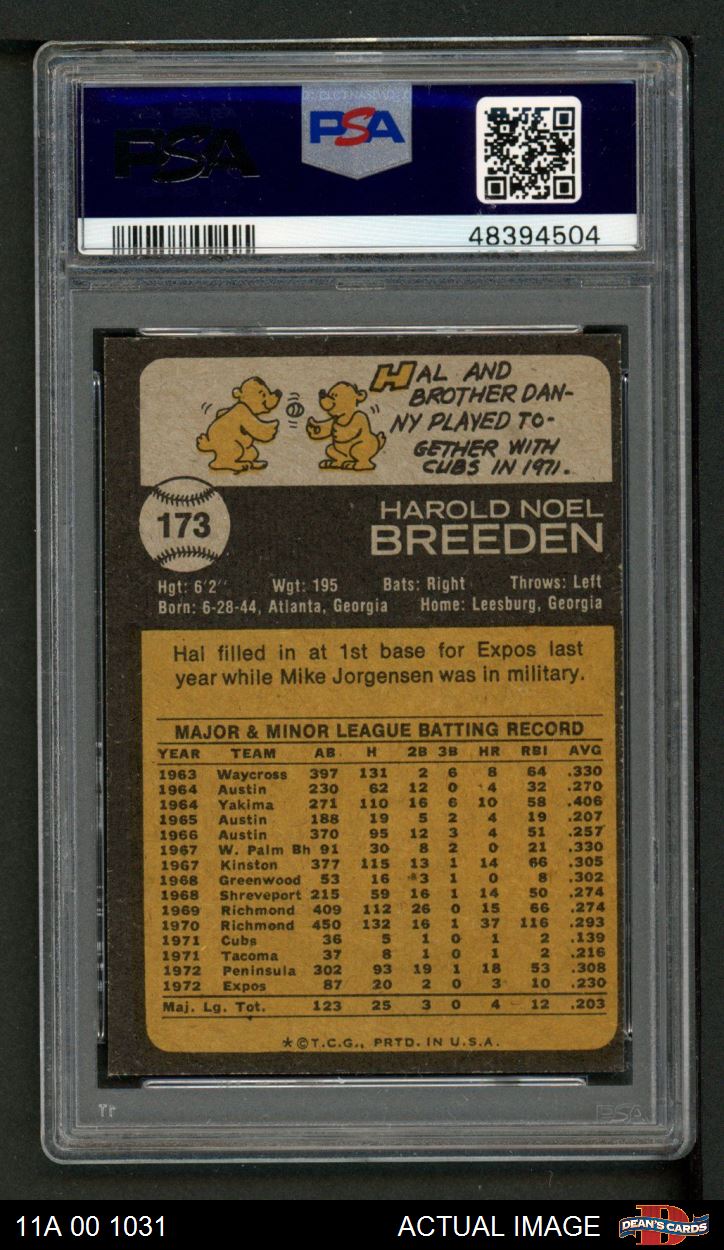 PSA
PSA
48394504
HAL AND
BROTHER DAN-
NY PLAYED TO-
GETHER WITH
CUBS IN 1971.
173
HAROLD NOEL
BREEDEN
Hgt: 6'2" Wgt: 195 Bats: Right Throws: Left
Born: 6-28-44, Atlanta, Georgia Home: Leesburg, Georgia
Hal filled in at 1st base for Expos last
year while Mike Jorgensen was in military.
MAJOR & MINOR LEAGUE BATTING RECORD
YEAR TEAM AB H 2B 3B HR RBI AVG
1963 Waycross 397 131 2 6 8 64 .330
1964 Austin 230 62 12 0 4 32 .270
1964 Yakima 271 110 16 6 10 58 .406
1965 Austin 188 19 5 2 4 19 .207
1966 Austin 370 95 12 3 4 51 .257
1967 W. Palm Bh 91 30 8 2 0 21 .330
1967 Kinston 377 115 13 1 14 66 .305
1968 Greenwood 53 16 3 1 0 8 .302
1968 Shreveport 215 59 16 1 14 50 .274
1969 Richmond 409 112 26 0 15 66 .274
1970 Richmond 450 132 16 1 37 116 .293
1971 Cubs 36 5 1 0 1 2 .139
1971 Tacoma 37 8 1 0 1 2 .216
1972 Peninsula 302 93 19 1 18 53 .308
1972 Expos 87 20 2 0 3 10 .230
Maj. Lg. Tot. 123 25 3 0 4 12 .203
*©T.C.G., PRTD. IN U.S.A.
PSA
11A 00 1031 ACTUAL IMAGE DEAN'S CARDS